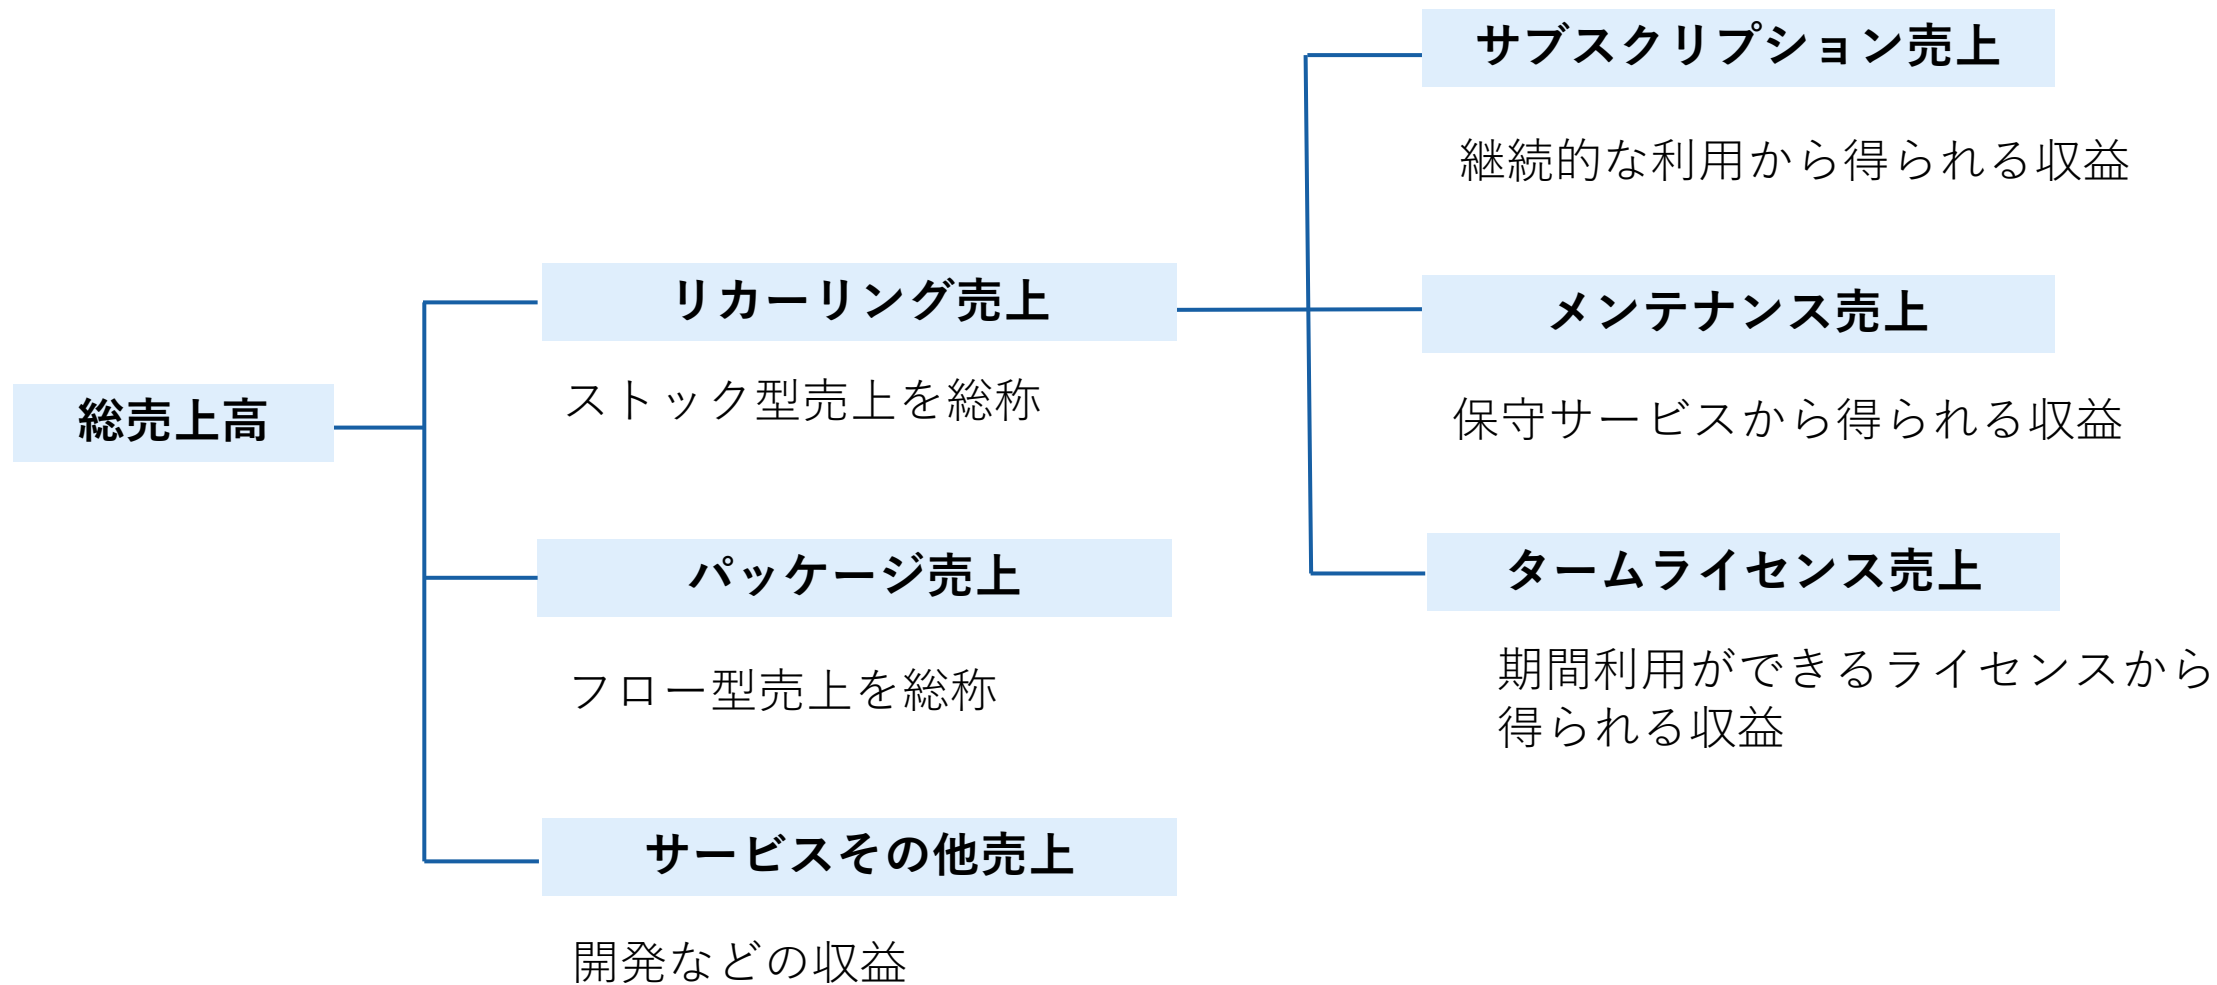 総売上高
リカーリング売上
ストック型売上を総称
パッケージ売上
フロー型売上を総称
サービスその他売上
開発などの収益
サブスクリプション売上
継続的な利用から得られる収益
メンテナンス売上
保守サービスから得られる収益
タームライセンス売上
期間利用ができるライセンスから
得られる収益